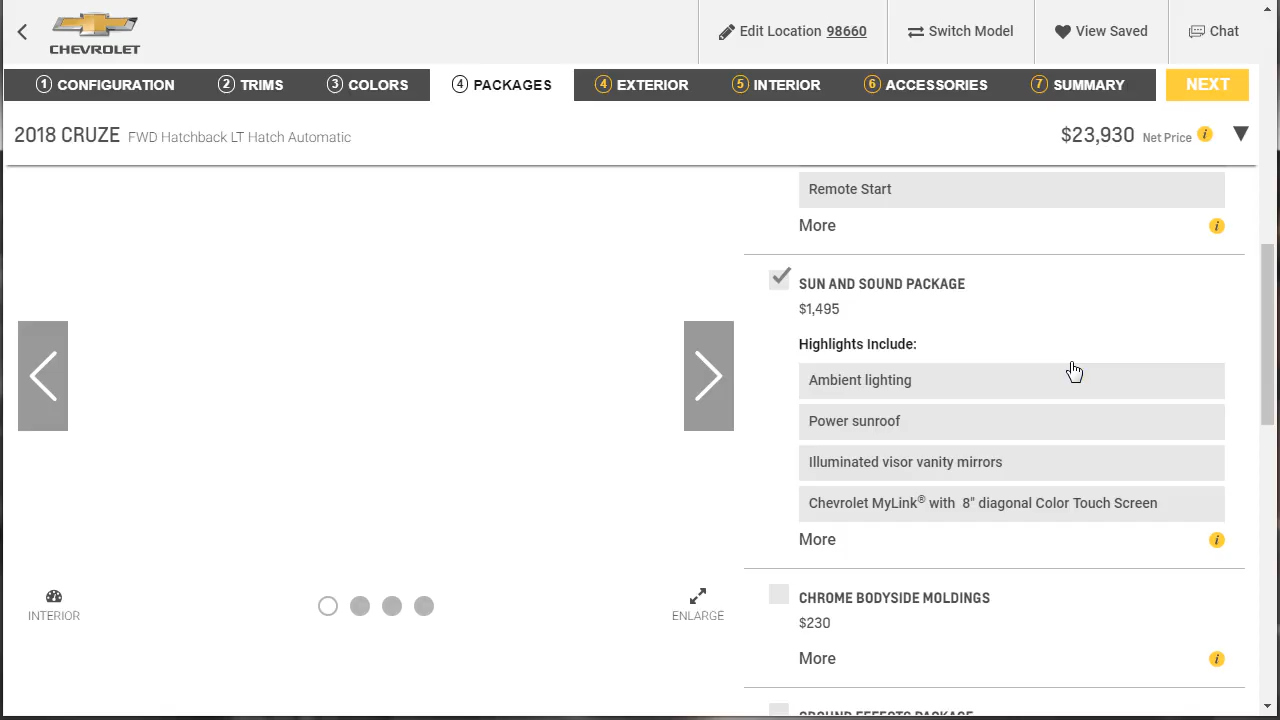 CHEVROLET
Edit Location 98660
Switch Model
View Saved
Chat
1 CONFIGURATION
2 TRIMS
3 COLORS
4 PACKAGES
4 EXTERIOR
5 INTERIOR
6 ACCESSORIES
7 SUMMARY
NEXT
2018 CRUZE FWD Hatchback LT Hatch Automatic
$23,930 Net Price i
Remote Start
More i
SUN AND SOUND PACKAGE
$1,495
Highlights Include:
Ambient lighting
Power sunroof
Illuminated visor vanity mirrors
Chevrolet MyLink® with 8" diagonal Color Touch Screen
More i
INTERIOR
ENLARGE
CHROME BODYSIDE MOLDINGS
$230
More i
GROUND EFFECTS PACKAGE